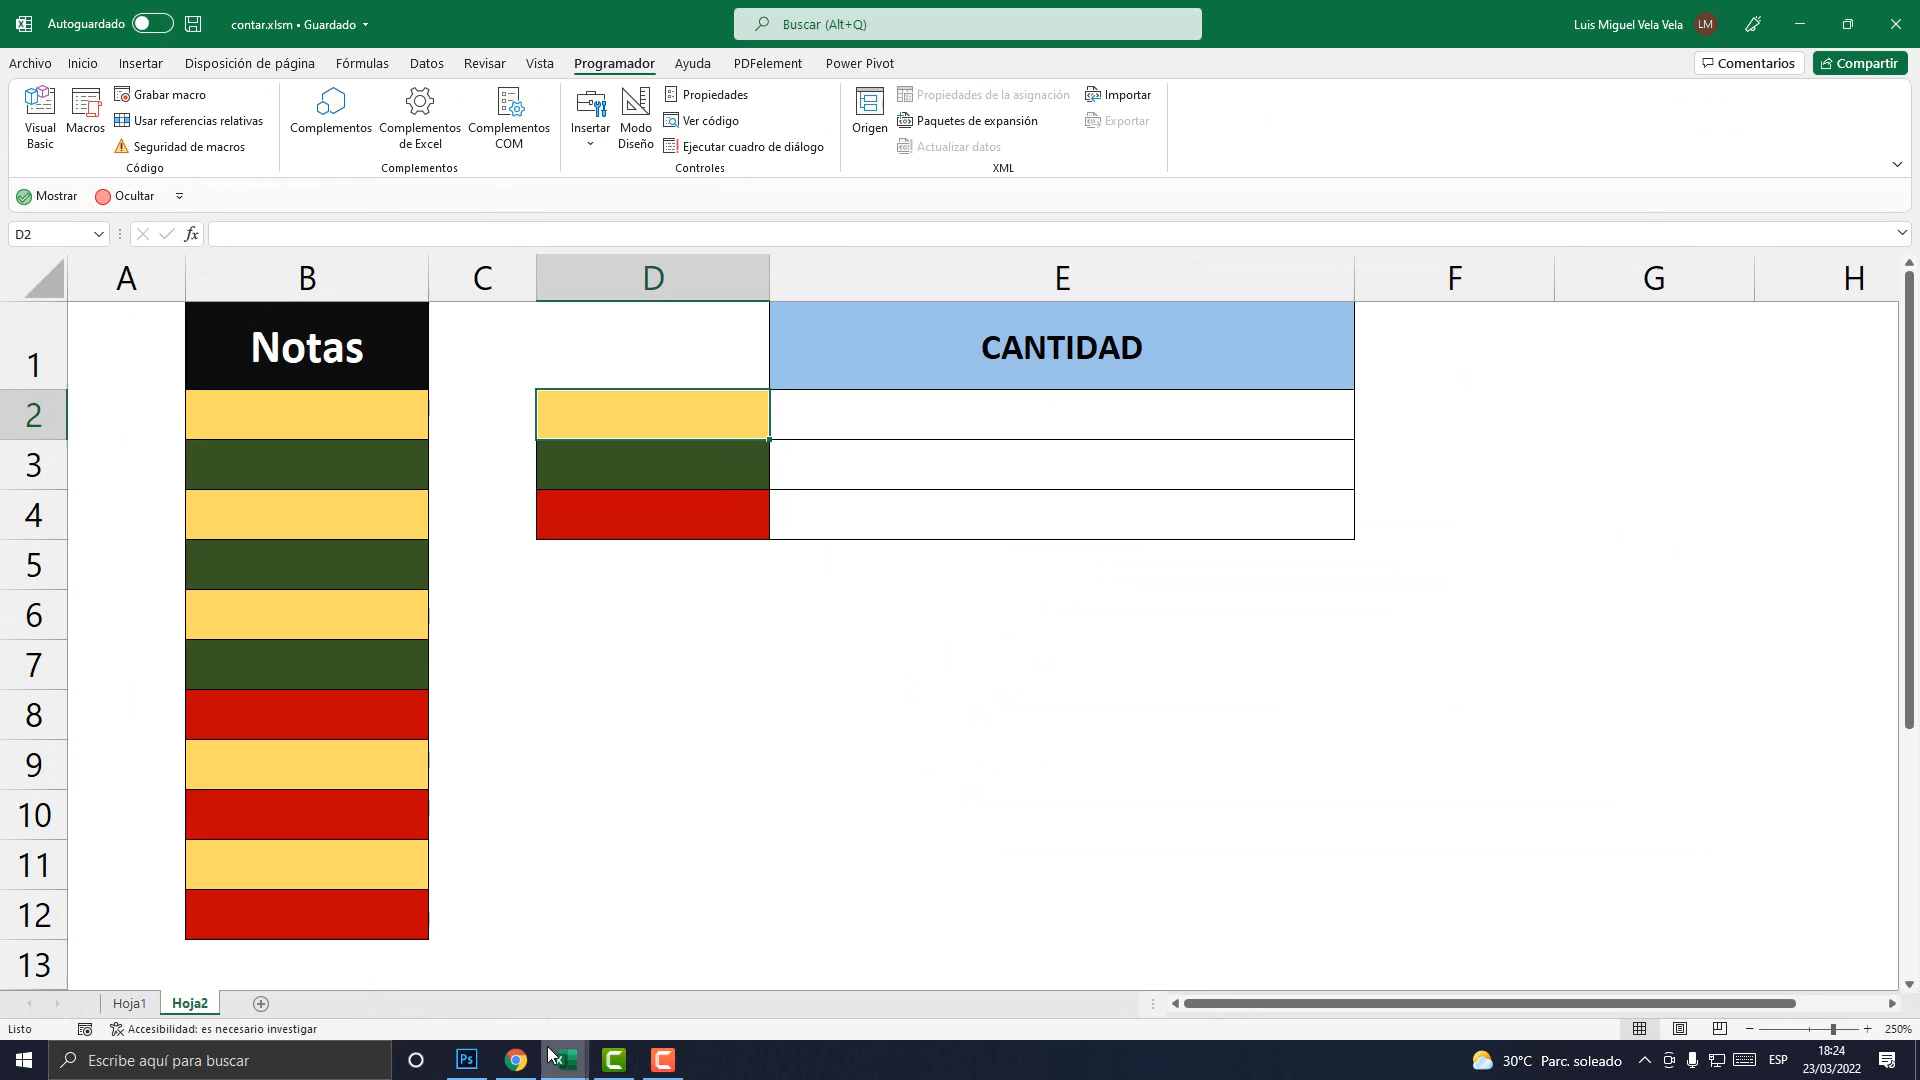 Autoguardado
contar.xlsm • Guardado
Buscar (Alt+Q)
Luis Miguel Vela Vela LM
Archivo Inicio Insertar Disposición de página Fórmulas Datos Revisar Vista Programador Ayuda PDFelement Power Pivot
Comentarios Compartir
Visual Basic
Macros
Grabar macro
Usar referencias relativas
Seguridad de macros
Código
Complementos
Complementos de Excel
Complementos COM
Complementos
Insertar
Modo Diseño
Propiedades
Ver código
Ejecutar cuadro de diálogo
Controles
Origen
Propiedades de la asignación
Paquetes de expansión
Actualizar datos
Importar
Exportar
XML
Mostrar Ocultar
D2 fx
A B C D E F G H
1 Notas CANTIDAD
2
3
4
5
6
7
8
9
10
11
12
13
Hoja1 Hoja2
Listo Accesibilidad: es necesario investigar 250%
Escribe aquí para buscar
Ps
30°C Parc. soleado
ESP
18:24
23/03/2022